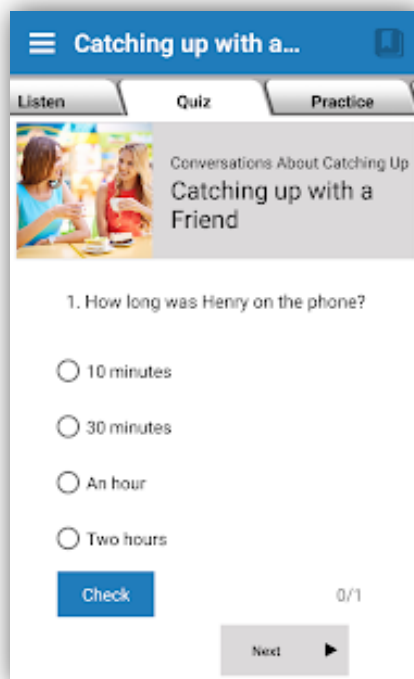 Catching up with a...
Listen
Quiz
Practice
Conversations About Catching Up
Catching up with a
Friend
1. How long was Henry on the phone?
10 minutes
30 minutes
An hour
Two hours
Check
0/1
Next